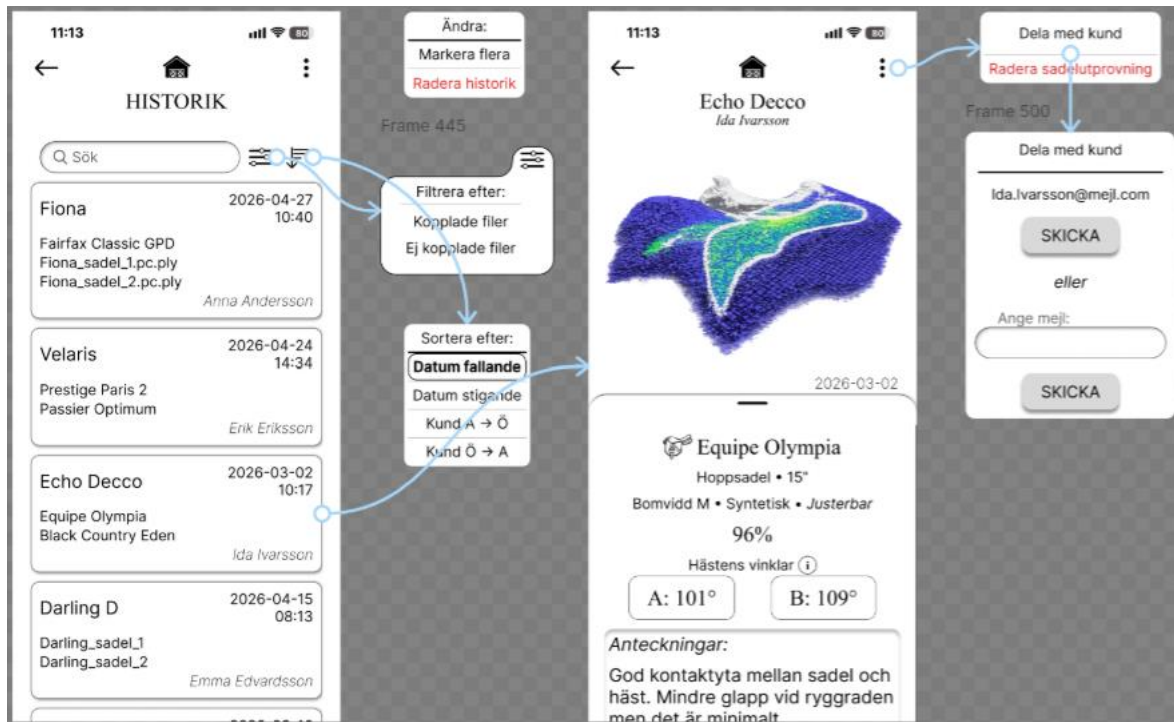 11:13
80
HISTORIK
Sök
Fiona
2026-04-27
10:40
Fairfax Classic GPD
Fiona_sadel_1.pc.ply
Fiona_sadel_2.pc.ply
Anna Andersson
Velaris
2026-04-24
14:34
Prestige Paris 2
Passier Optimum
Erik Eriksson
Echo Decco
2026-03-02
10:17
Equipe Olympia
Black Country Eden
Ida Ivarsson
Darling D
2026-04-15
08:13
Darling_sadel_1
Darling_sadel_2
Emma Edvardsson
Ändra:
Markera flera
Radera historik
Frame 445
Filtrera efter:
Kopplade filer
Ej kopplade filer
Sortera efter:
Datum fallande
Datum stigande
Kund A → Ö
Kund Ö → A
11:13
80
Echo Decco
Ida Ivarsson
2026-03-02
Equipe Olympia
Hoppsadel • 15"
Bomvidd M • Syntetisk • Justerbar
96%
Hästens vinklar i
A: 101°
B: 109°
Anteckningar:
God kontaktyta mellan sadel och
häst. Mindre glapp vid ryggraden
men det är minimalt
Dela med kund
Radera sadelutprovning
Frame 500
Dela med kund
Ida.Ivarsson@mejl.com
SKICKA
eller
Ange mejl:
SKICKA